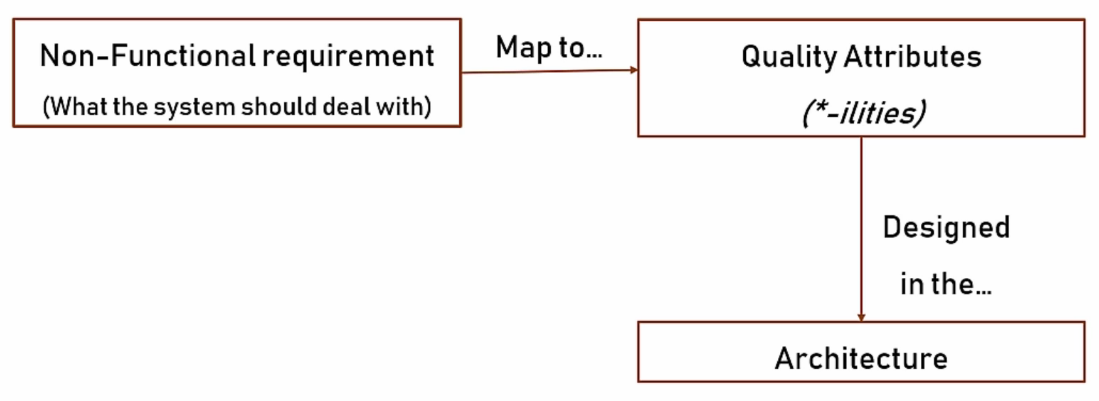 Non-Functional requirement
(What the system should deal with)
Map to...
Quality Attributes
(*-ilities)
Designed
in the...
Architecture